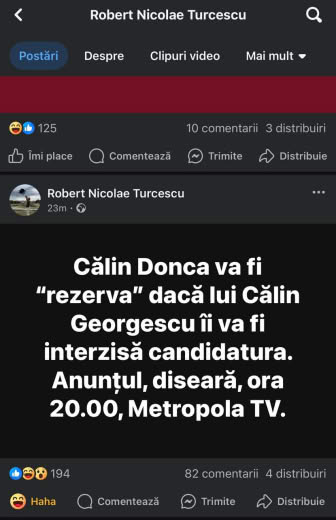 Robert Nicolae Turcescu
Postări Despre Clipuri video Mai mult
125 10 comentarii 3 distribuiri
Îmi place Comentează Trimite Distribuie
Robert Nicolae Turcescu
23m ·
Călin Donca va fi
“rezerva” dacă lui Călin
Georgescu îi va fi
interzisă candidatura.
Anunțul, diseară, ora
20.00, Metropola TV.
194 82 comentarii 4 distribuiri
Haha Comentează Trimite Distribuie